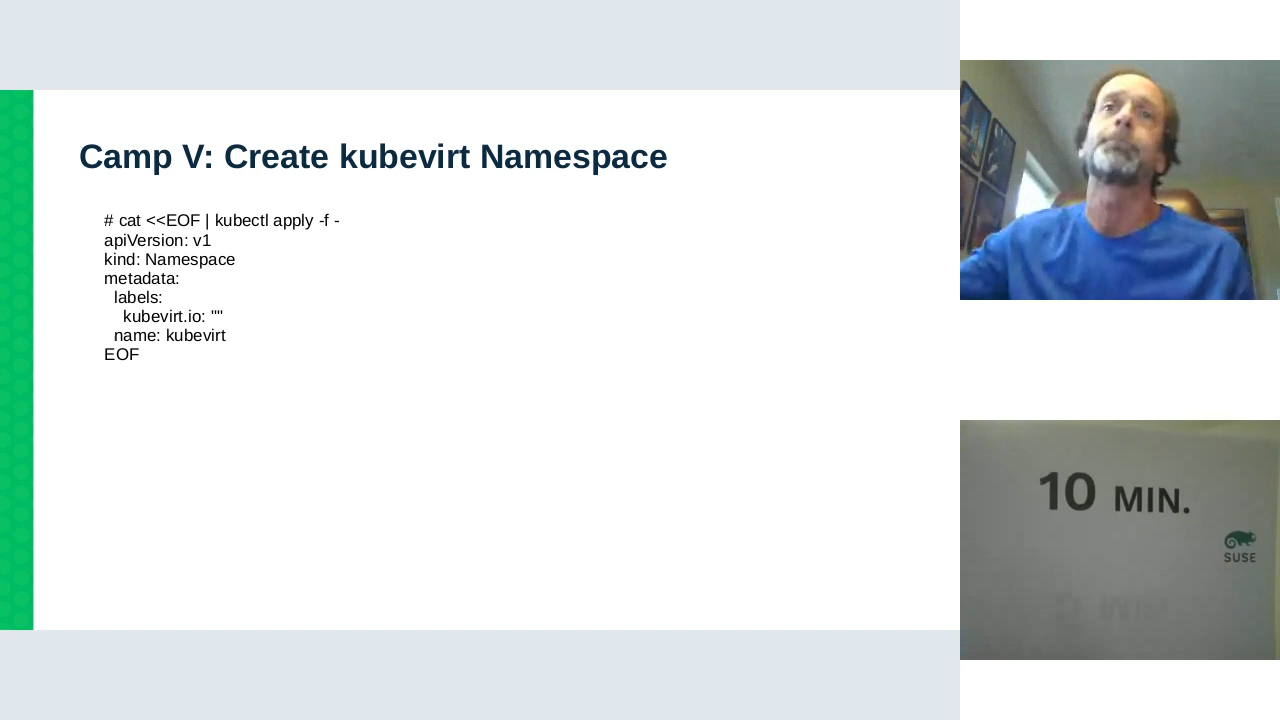 Camp V: Create kubevirt Namespace
# cat <<EOF | kubectl apply -f -
apiVersion: v1
kind: Namespace
metadata:
  labels:
    kubevirt.io: ""
  name: kubevirt
EOF
10 MIN.
SUSE